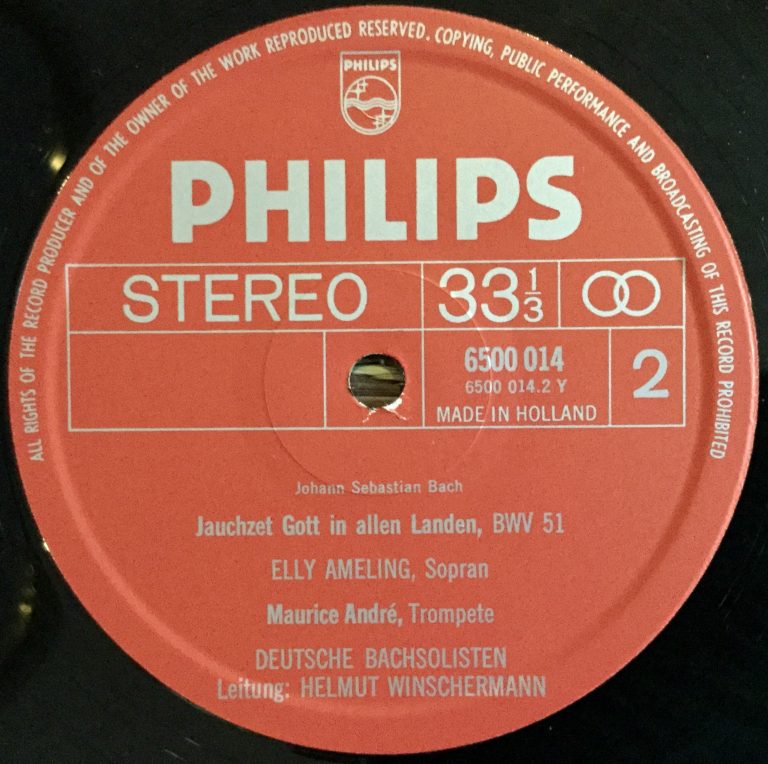 ALL RIGHTS OF THE RECORD PRODUCER AND OF THE OWNER OF THE WORK REPRODUCED RESERVED. COPYING, PUBLIC PERFORMANCE AND BROADCASTING OF THIS RECORD PROHIBITED
PHILIPS
PHILIPS
STEREO 33 1/3
6500 014
6500 014.2 Y
2
MADE IN HOLLAND
Johann Sebastian Bach
Jauchzet Gott in allen Landen, BWV 51
ELLY AMELING, Sopran
Maurice André, Trompete
DEUTSCHE BACHSOLISTEN
Leitung: HELMUT WINSCHERMANN